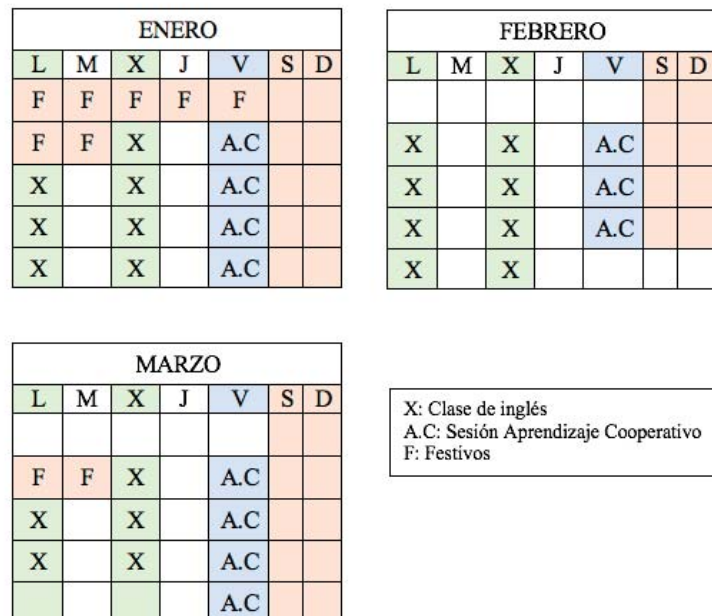 ENERO
L M X J V S D
F F F F F
F F X A.C
X X A.C
X X A.C
X X A.C
FEBRERO
L M X J V S D
X X A.C
X X A.C
X X A.C
X X
MARZO
L M X J V S D
F F X A.C
X X A.C
X X A.C
A.C
X: Clase de inglés
A.C: Sesión Aprendizaje Cooperativo
F: Festivos